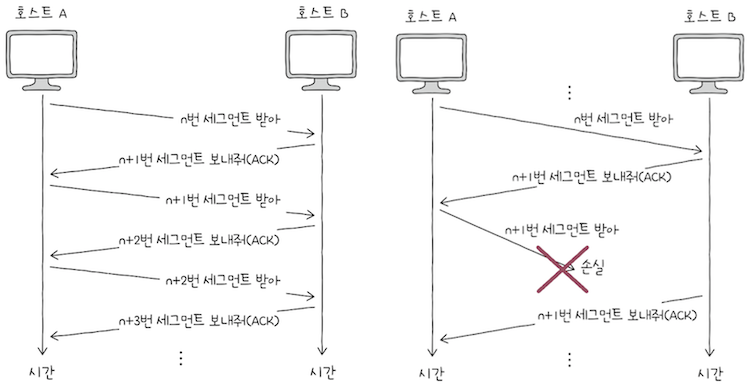 호스트 A
호스트 B
n번 세그먼트 받아
n+1번 세그먼트 보내줘(ACK)
n+1번 세그먼트 받아
n+2번 세그먼트 보내줘(ACK)
n+2번 세그먼트 받아
n+3번 세그먼트 보내줘(ACK)
시간
시간
호스트 A
호스트 B
n번 세그먼트 받아
n+1번 세그먼트 보내줘(ACK)
n+1번 세그먼트 받아
손실
n+1번 세그먼트 보내줘(ACK)
시간
시간